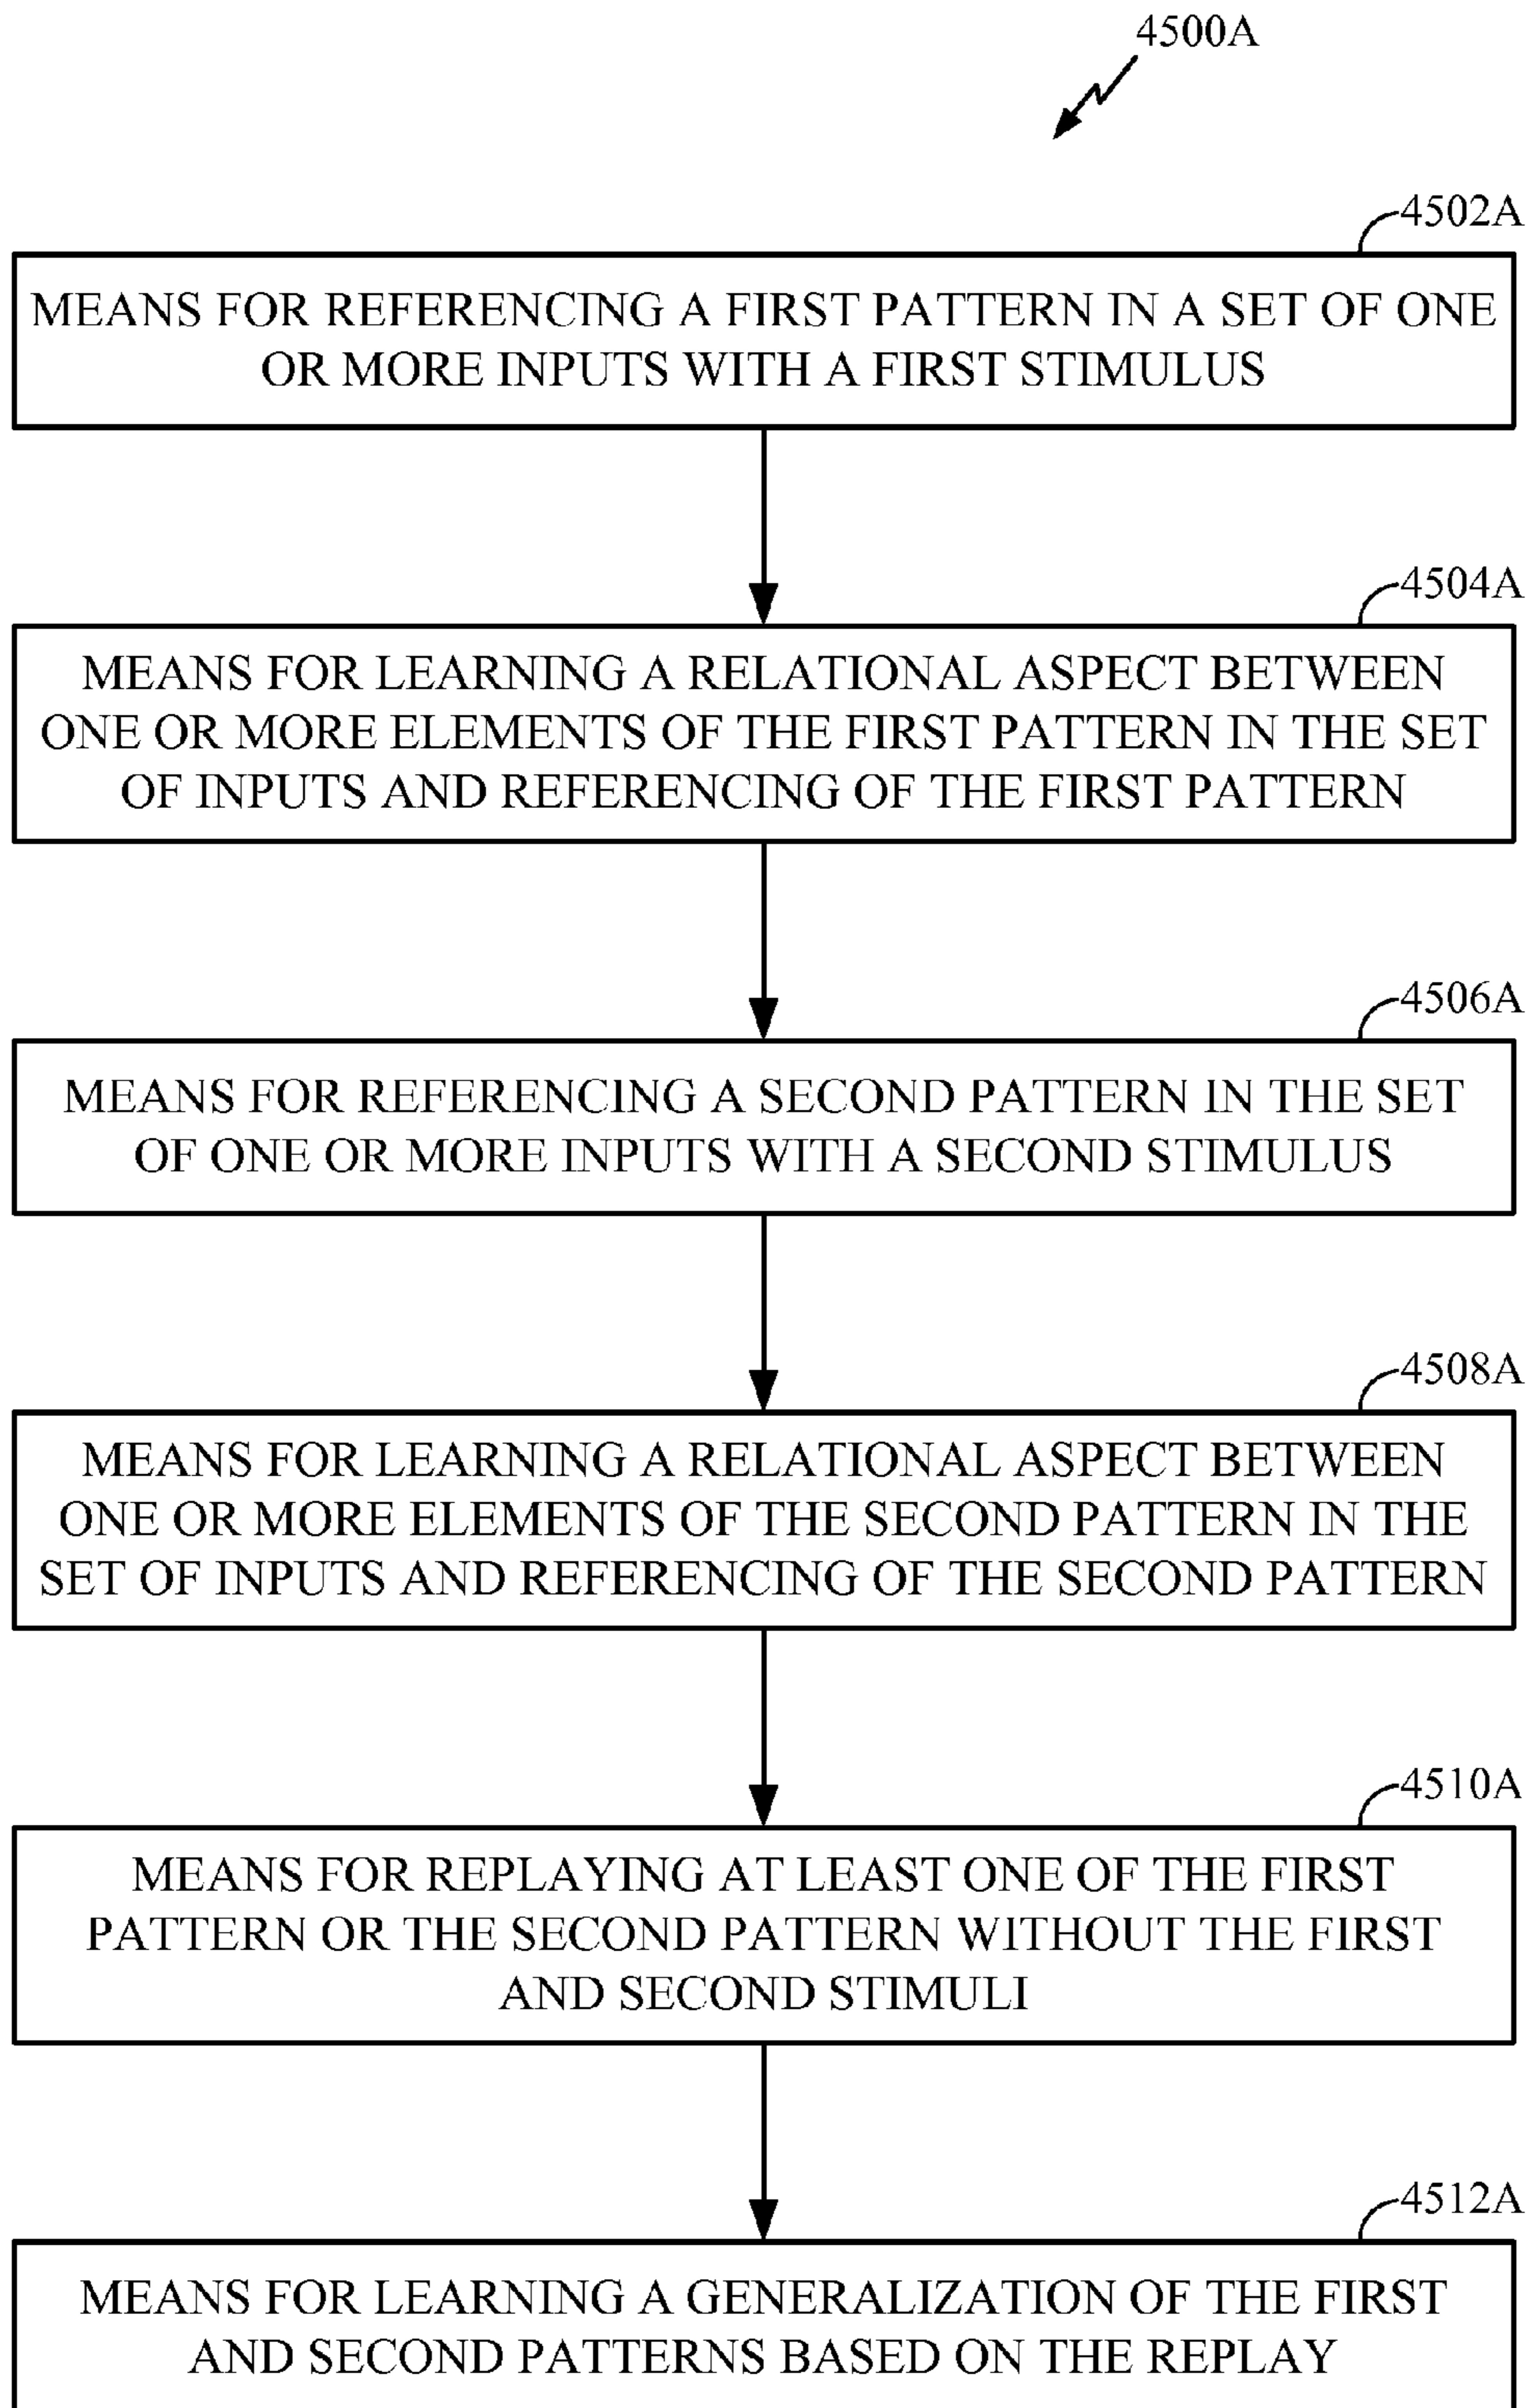 4500A
4502A
MEANS FOR REFERENCING A FIRST PATTERN IN A SET OF ONE
OR MORE INPUTS WITH A FIRST STIMULUS
4504A
MEANS FOR LEARNING A RELATIONAL ASPECT BETWEEN
ONE OR MORE ELEMENTS OF THE FIRST PATTERN IN THE SET
OF INPUTS AND REFERENCING OF THE FIRST PATTERN
4506A
MEANS FOR REFERENCING A SECOND PATTERN IN THE SET
OF ONE OR MORE INPUTS WITH A SECOND STIMULUS
4508A
MEANS FOR LEARNING A RELATIONAL ASPECT BETWEEN
ONE OR MORE ELEMENTS OF THE SECOND PATTERN IN THE
SET OF INPUTS AND REFERENCING OF THE SECOND PATTERN
4510A
MEANS FOR REPLAYING AT LEAST ONE OF THE FIRST
PATTERN OR THE SECOND PATTERN WITHOUT THE FIRST
AND SECOND STIMULI
4512A
MEANS FOR LEARNING A GENERALIZATION OF THE FIRST
AND SECOND PATTERNS BASED ON THE REPLAY